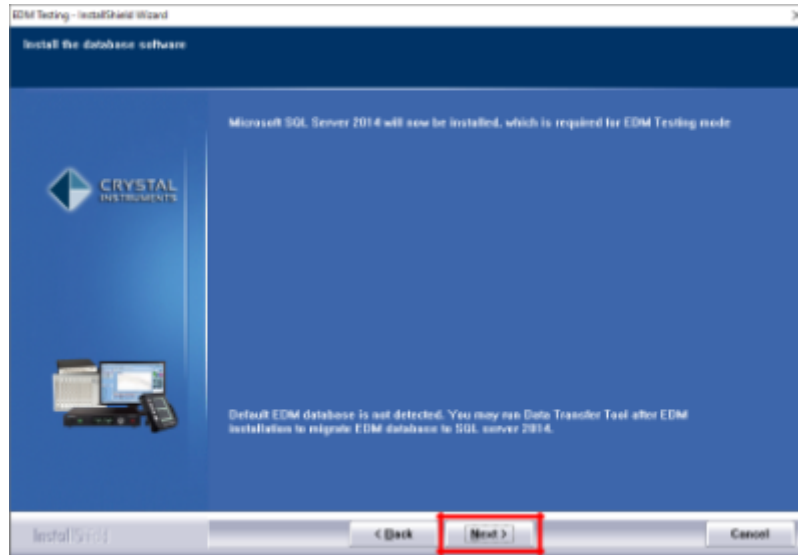 EDM Testing - InstallShield Wizard
Install the database software
Microsoft SQL Server 2014 will now be installed, which is required for EDM Testing mode
CRYSTAL
INSTRUMENTS
Default EDM database is not detected. You may run Data Transfer Tool after EDM
installation to migrate EDM database to SQL server 2014.
InstallShield
< Back
Next >
Cancel